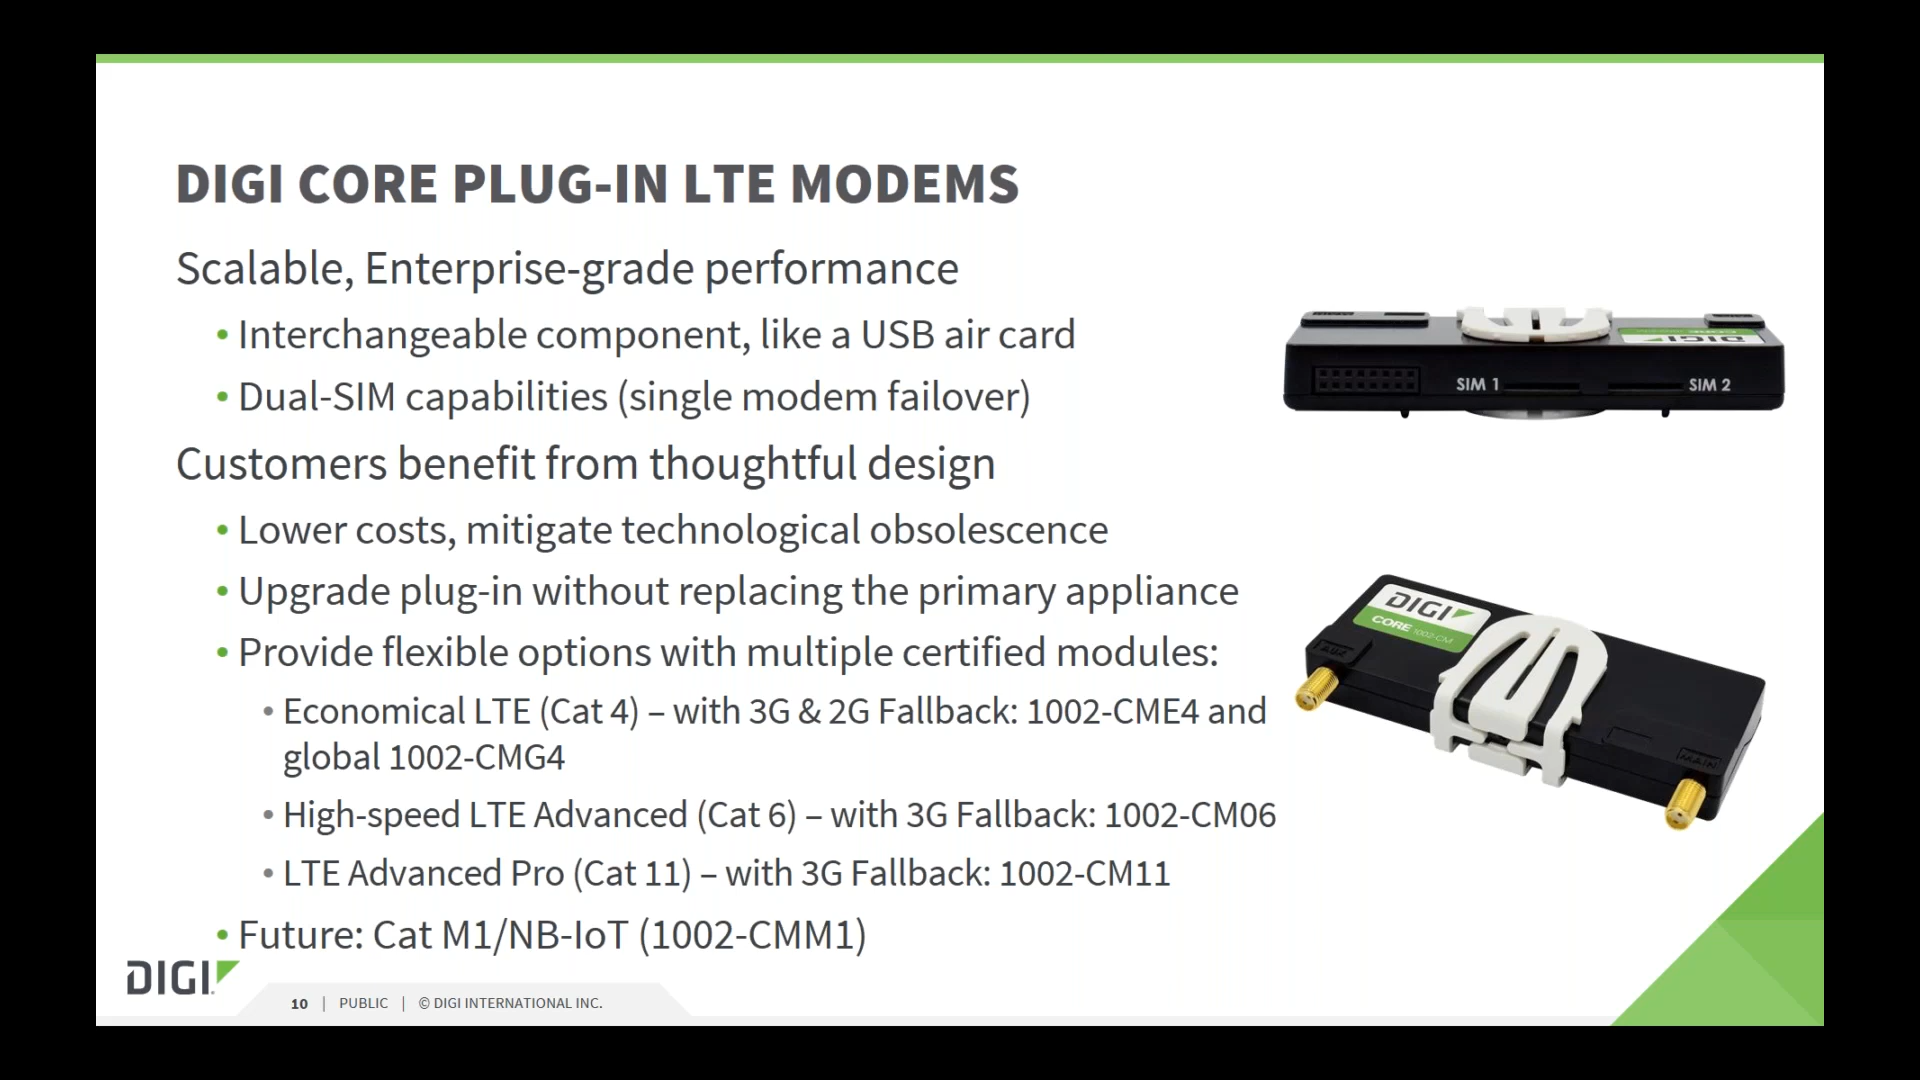 DIGI CORE PLUG-IN LTE MODEMS
Scalable, Enterprise-grade performance
• Interchangeable component, like a USB air card
• Dual-SIM capabilities (single modem failover)
Customers benefit from thoughtful design
• Lower costs, mitigate technological obsolescence
• Upgrade plug-in without replacing the primary appliance
• Provide flexible options with multiple certified modules:
• Economical LTE (Cat 4) – with 3G & 2G Fallback: 1002-CME4 and
global 1002-CMG4
• High-speed LTE Advanced (Cat 6) – with 3G Fallback: 1002-CM06
• LTE Advanced Pro (Cat 11) – with 3G Fallback: 1002-CM11
• Future: Cat M1/NB-IoT (1002-CMM1)
DIGI
SIM 1 SIM 2
DIGI
CORE 1002-CM
AUX
MAIN
DIGI
10 | PUBLIC | © DIGI INTERNATIONAL INC.